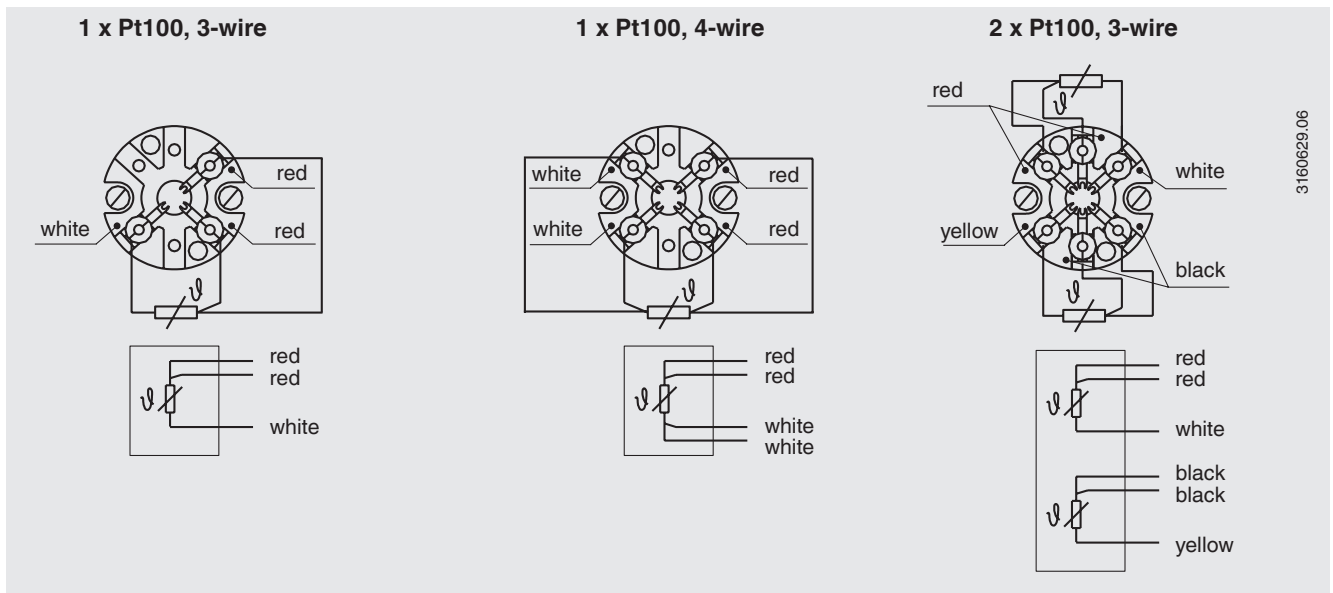 1 x Pt100, 3-wire
red
white
red
ϑ
red
red
ϑ
white
1 x Pt100, 4-wire
white
red
white
red
ϑ
red
red
ϑ
white
white
2 x Pt100, 3-wire
red
ϑ
white
yellow
black
ϑ
red
red
ϑ
white
black
black
ϑ
yellow
3160629.06